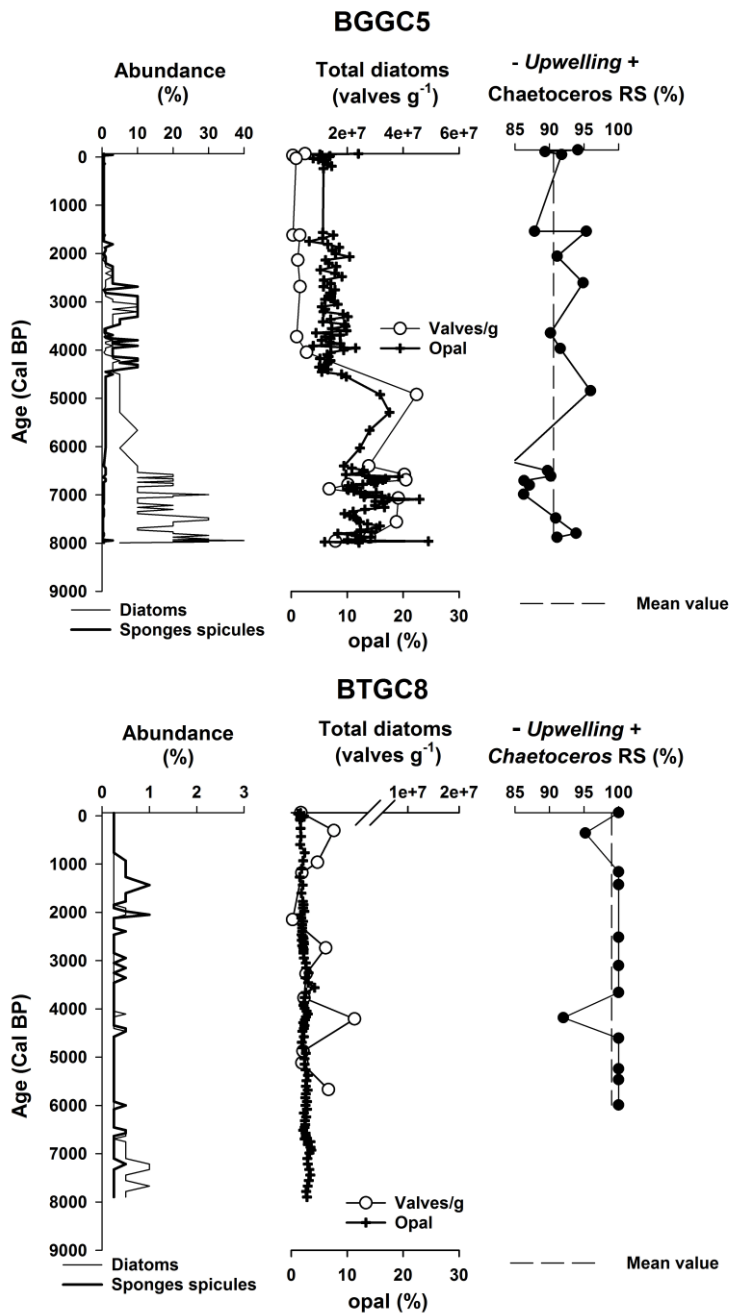 BGGC5
Abundance
(%)
Total diatoms
(valves g-1)
- Upwelling +
Chaetoceros RS (%)
0 10 20 30 40
2e+7 4e+7 6e+7
85 90 95 100
0
1000
2000
3000
4000
5000
6000
7000
8000
9000
Age (Cal BP)
Valves/g
Opal
Diatoms
Sponges spicules
0 10 20 30
opal (%)
Mean value
BTGC8
Abundance
(%)
Total diatoms
(valves g-1)
- Upwelling +
Chaetoceros RS (%)
0 1 2 3
1e+7 2e+7
85 90 95 100
0
1000
2000
3000
4000
5000
6000
7000
8000
9000
Age (Cal BP)
Valves/g
Opal
Diatoms
Sponges spicules
0 10 20 30
opal (%)
Mean value